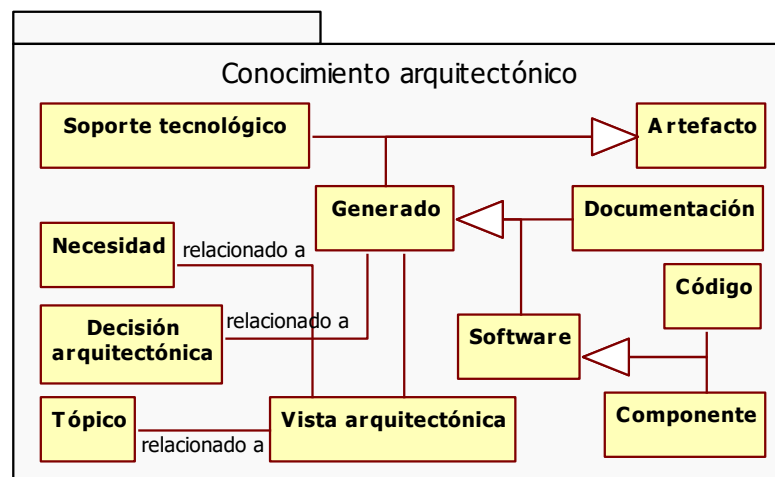 Conocimiento arquitectónico
Soporte tecnológico
Artefacto
Generado
Documentación
Necesidad
relacionado a
Código
Decisión
arquitectónica
relacionado a
Software
Tópico
relacionado a
Vista arquitectónica
Componente